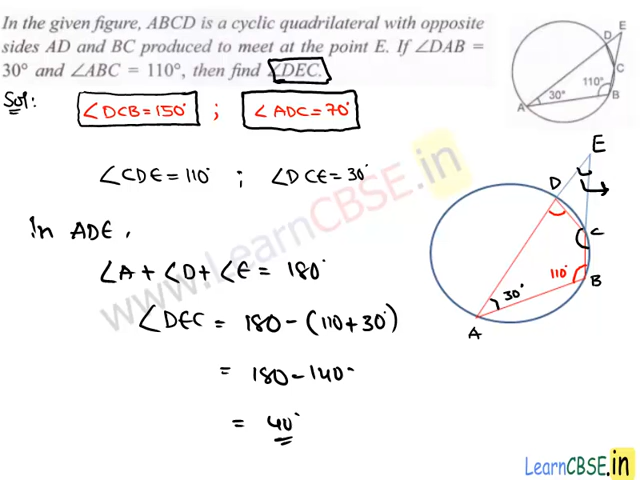 In the given figure, ABCD is a cyclic quadrilateral with opposite
sides AD and BC produced to meet at the point E. If ∠DAB =
30° and ∠ABC = 110°, then find ∠DEC.
E
D
C
110°
B
A
30°
Sol:
∠DCB = 150° ; ∠ADC = 70°
∠CDE = 110° ; ∠DCE = 30°
In ADE,
∠A + ∠D + ∠E = 180°
∠DEC = 180 - (110 + 30°)
= 180 - 140
= 40°
E
D
C
110°
B
30°
A
www.LearnCBSE.in
LearnCBSE.in